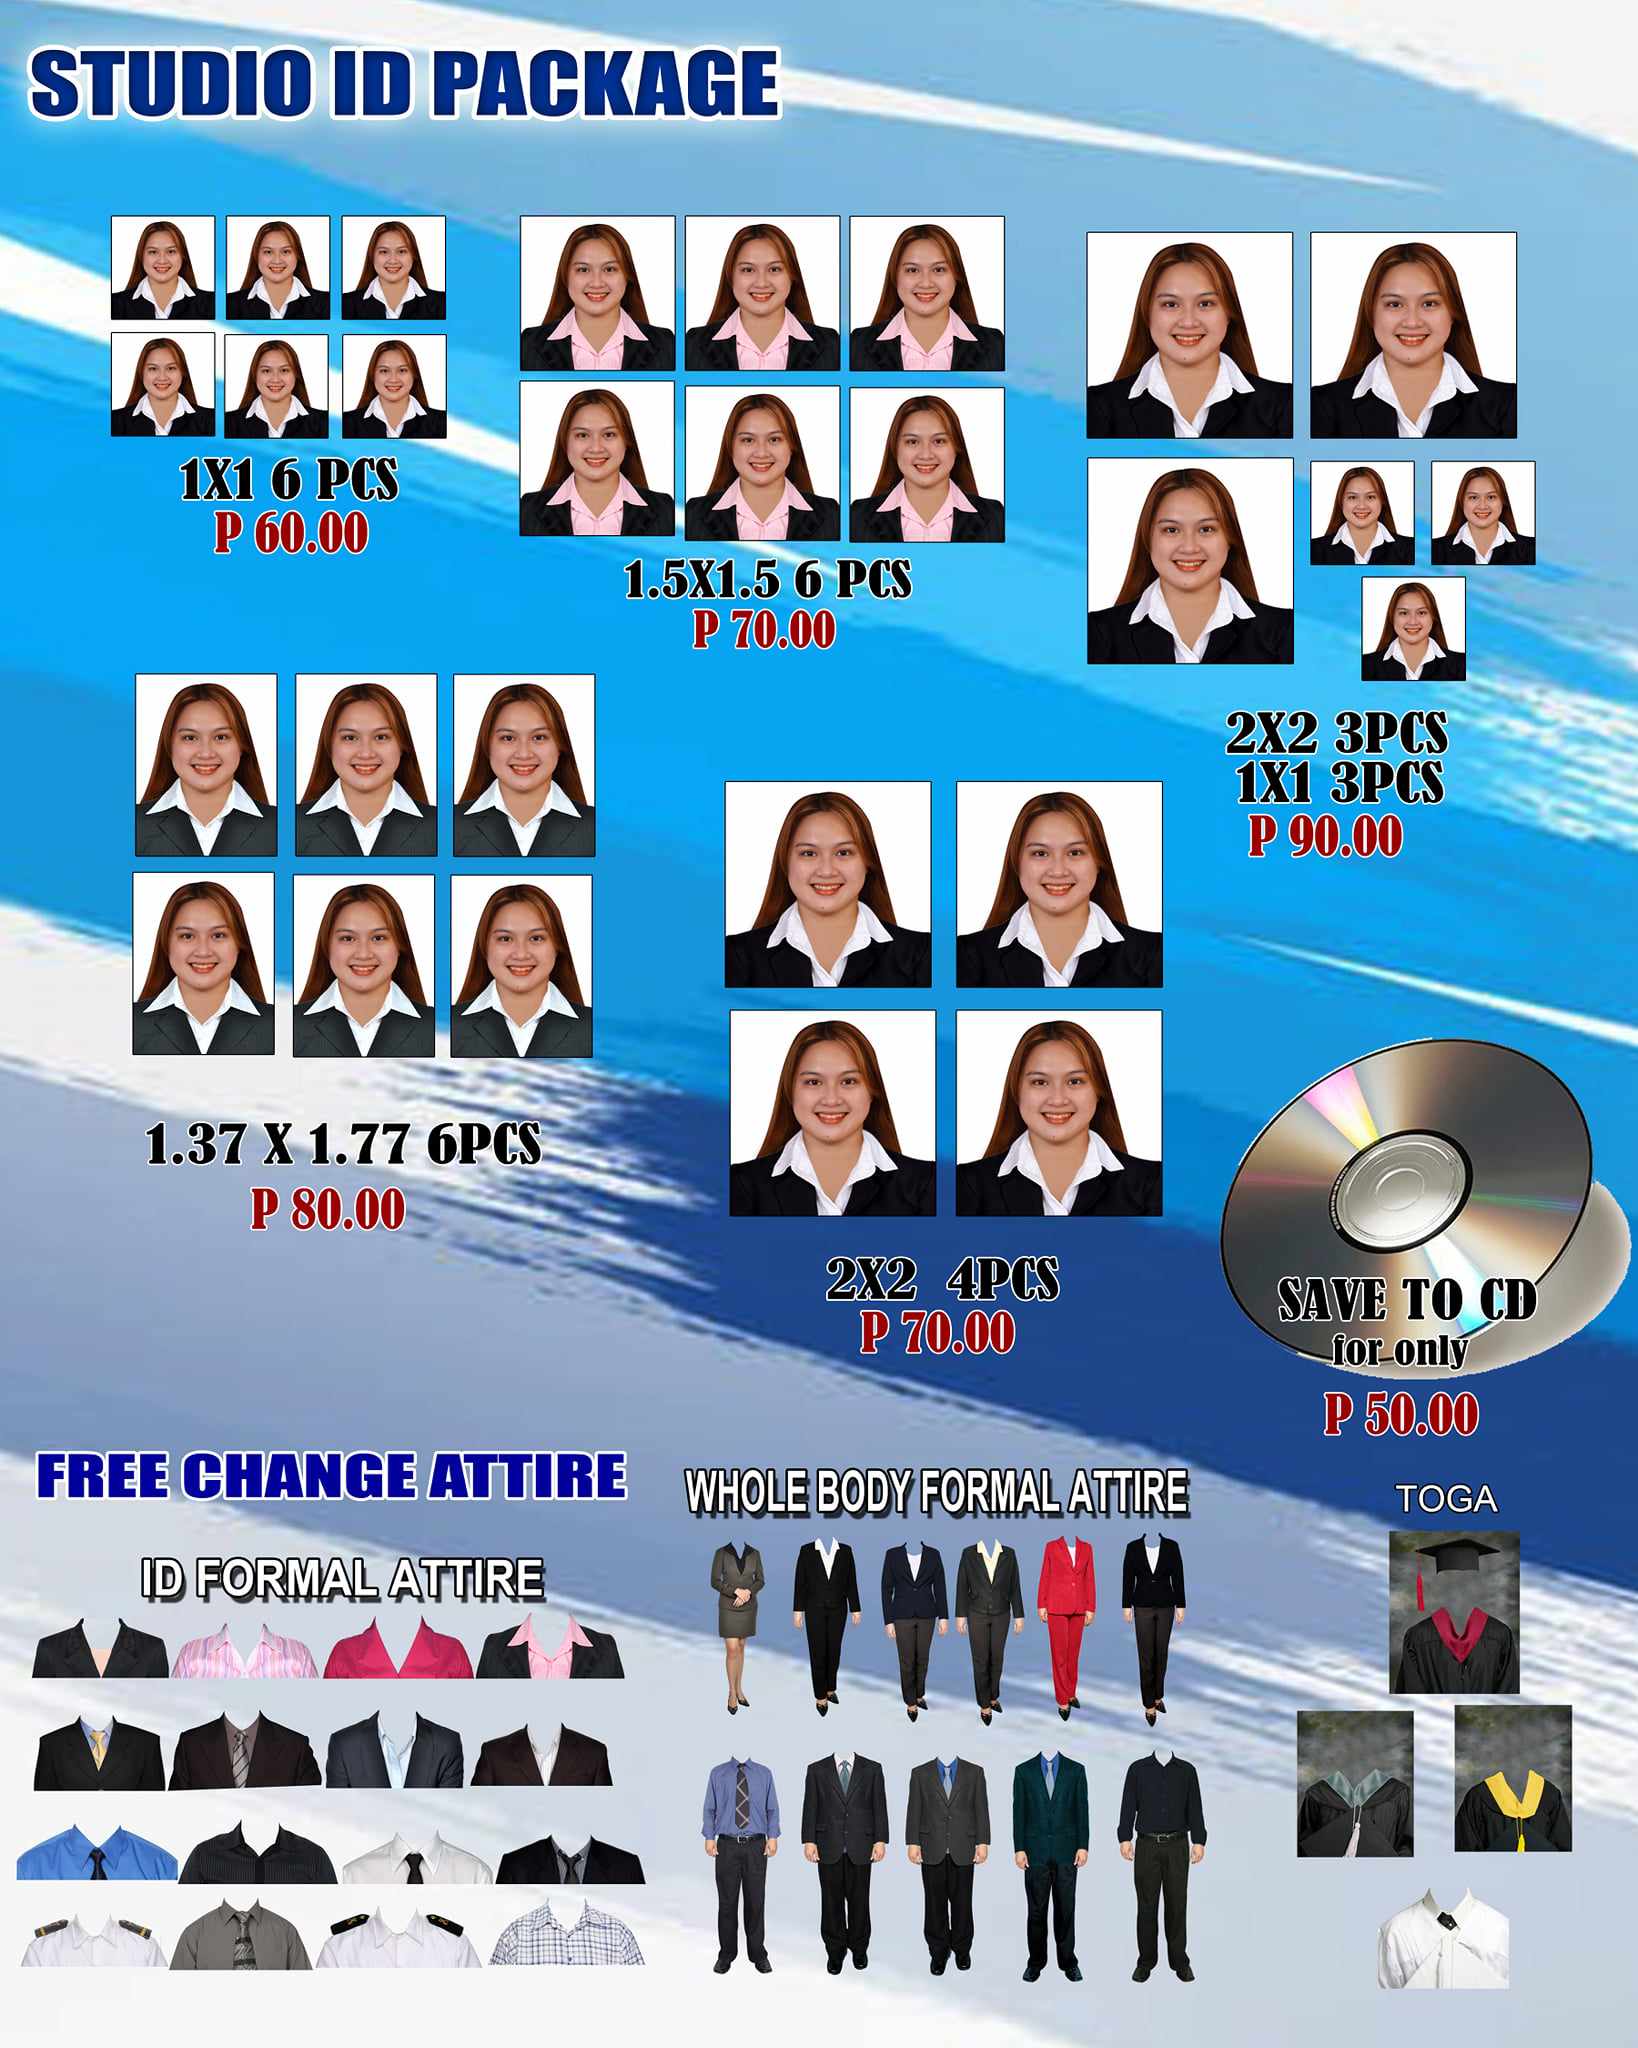 STUDIO ID PACKAGE
1X1 6 PCS
P 60.00
1.5X1.5 6 PCS
P 70.00
2X2 3PCS
1X1 3PCS
P 90.00
1.37 X 1.77 6PCS
P 80.00
2X2 4PCS
P 70.00
SAVE TO CD
for only
P 50.00
FREE CHANGE ATTIRE
ID FORMAL ATTIRE
WHOLE BODY FORMAL ATTIRE
TOGA